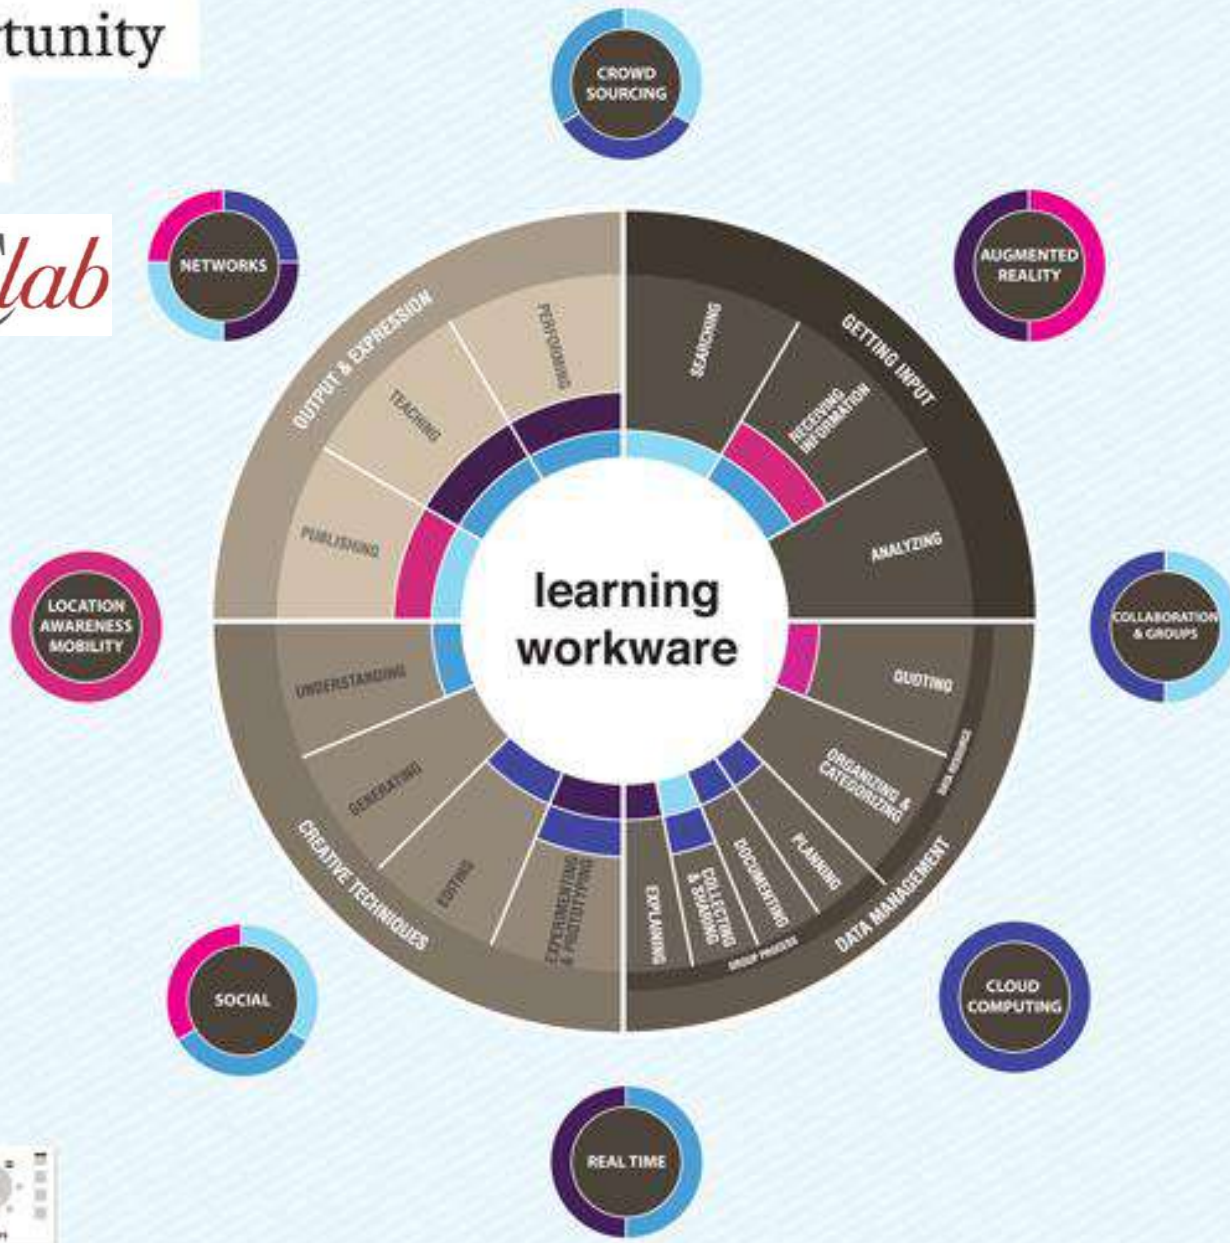 tunity
lab
CROWD
SOURCING
NETWORKS
AUGMENTED
REALITY
OUTPUT & EXPRESSION
PERFORMING
TEACHING
PUBLISHING
GETTING INPUT
SEARCHING
RECEIVING
INFORMATION
ANALYZING
learning
workware
LOCATION
AWARENESS
MOBILITY
COLLABORATION
& GROUPS
UNDERSTANDING
GENERATING
EDITING
EXPERIMENTING
& PROTOTYPING
CREATIVE TECHNIQUES
QUOTING
ORGANIZING &
CATEGORIZING
PLANNING
DOCUMENTING
COLLECTING
& SHARING
EXPLAINING
GROUP PROCESS
DATA MANAGEMENT
SOCIAL
CLOUD
COMPUTING
REAL TIME